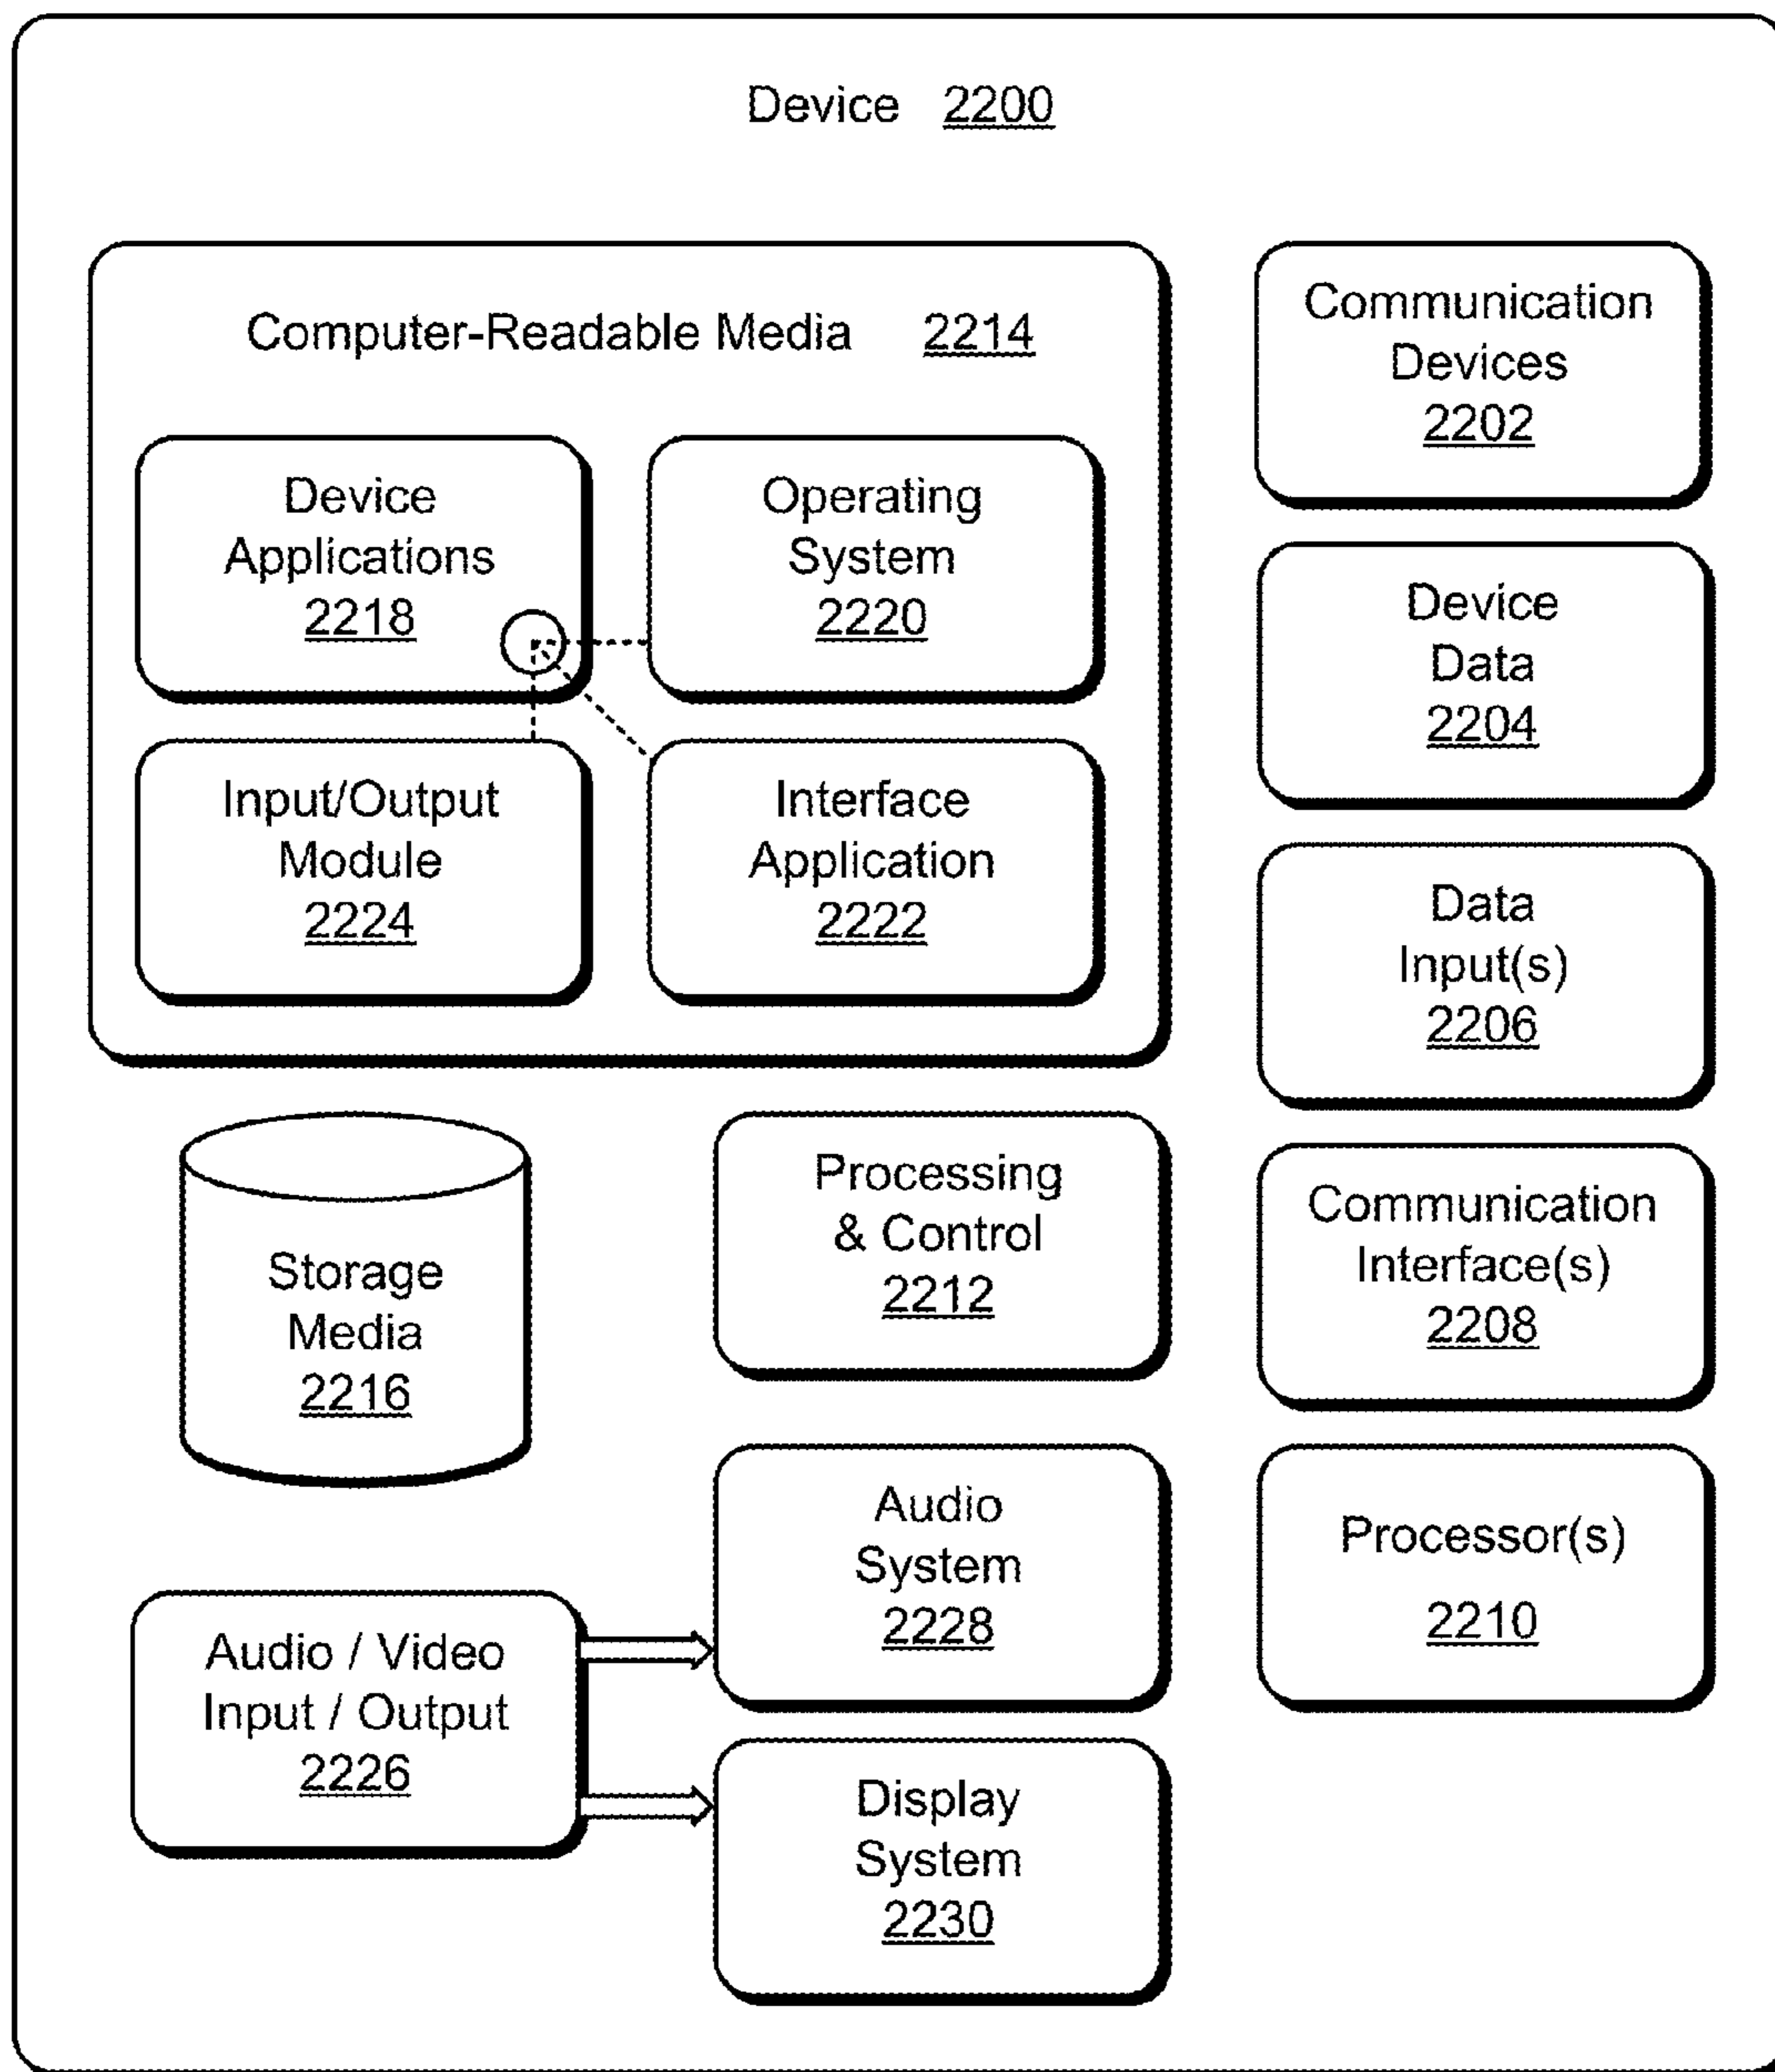 Device 2200
Computer-Readable Media 2214
Device
Applications
2218
Operating
System
2220
Input/Output
Module
2224
Interface
Application
2222
Communication
Devices
2202
Device
Data
2204
Data
Input(s)
2206
Communication
Interface(s)
2208
Processor(s)
2210
Storage
Media
2216
Processing
& Control
2212
Audio / Video
Input / Output
2226
Audio
System
2228
Display
System
2230